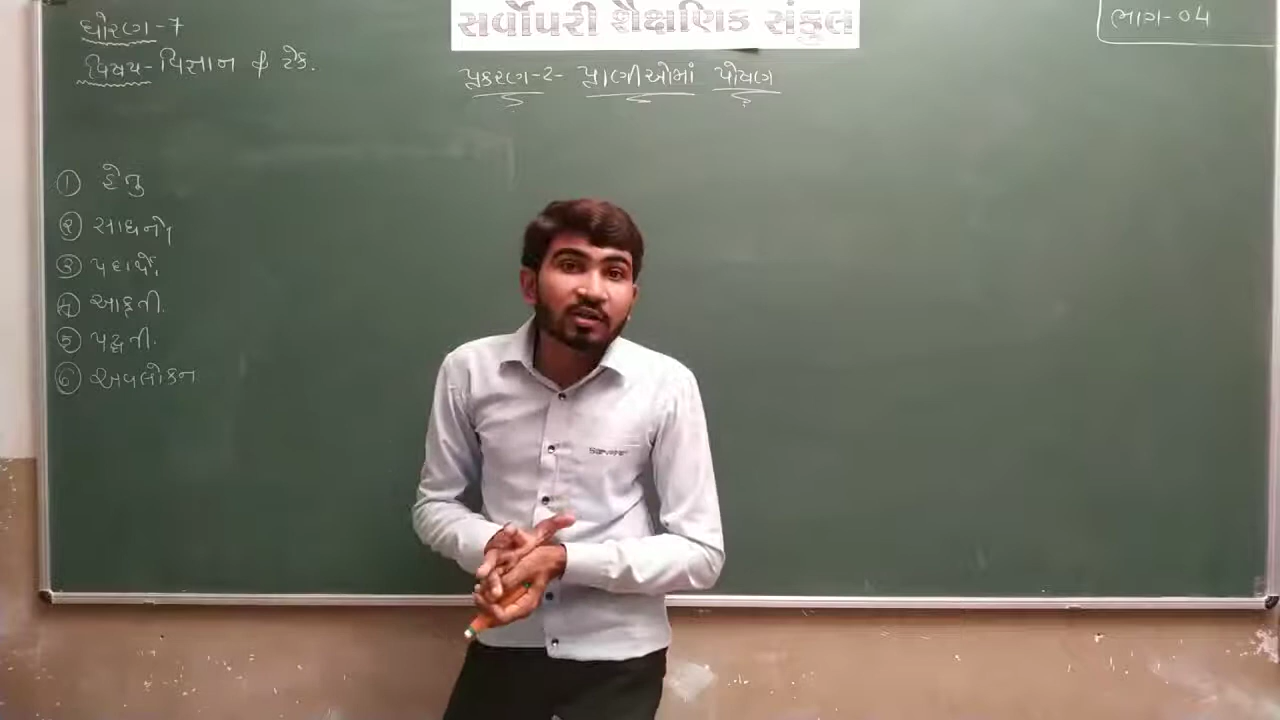 સર્વોપરી શૈક્ષણિક સંકુલ
ધોરણ-7
ભાગ-04
વિષય-વિજ્ઞાન & ટેક.
પ્રકરણ-2- પ્રાણીઓમાં પોષણ
① હેતુ
② સાધનો
③ પદાર્થો
④ આકૃતી.
⑤ પદ્ધતી.
⑥ અવલોકન